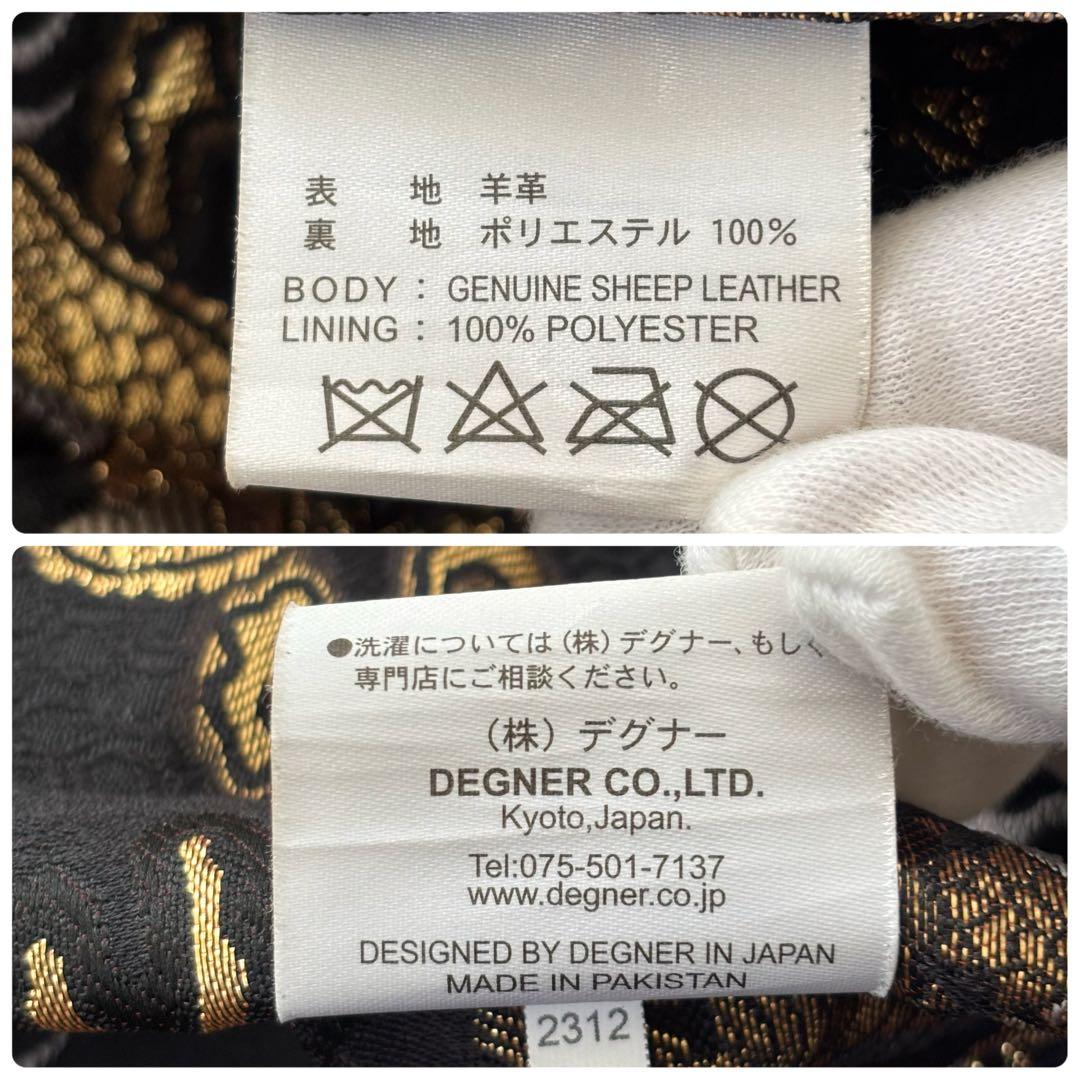 表 地 羊革
裏 地 ポリエステル 100%
BODY : GENUINE SHEEP LEATHER
LINING : 100% POLYESTER
●洗濯については (株) デグナー、もし
専門店にご相談ください。
(株) デグナー
DEGNER CO.,LTD.
Kyoto,Japan.
Tel:075-501-7137
www.degner.co.jp
DESIGNED BY DEGNER IN JAPAN
MADE IN PAKISTAN
2312